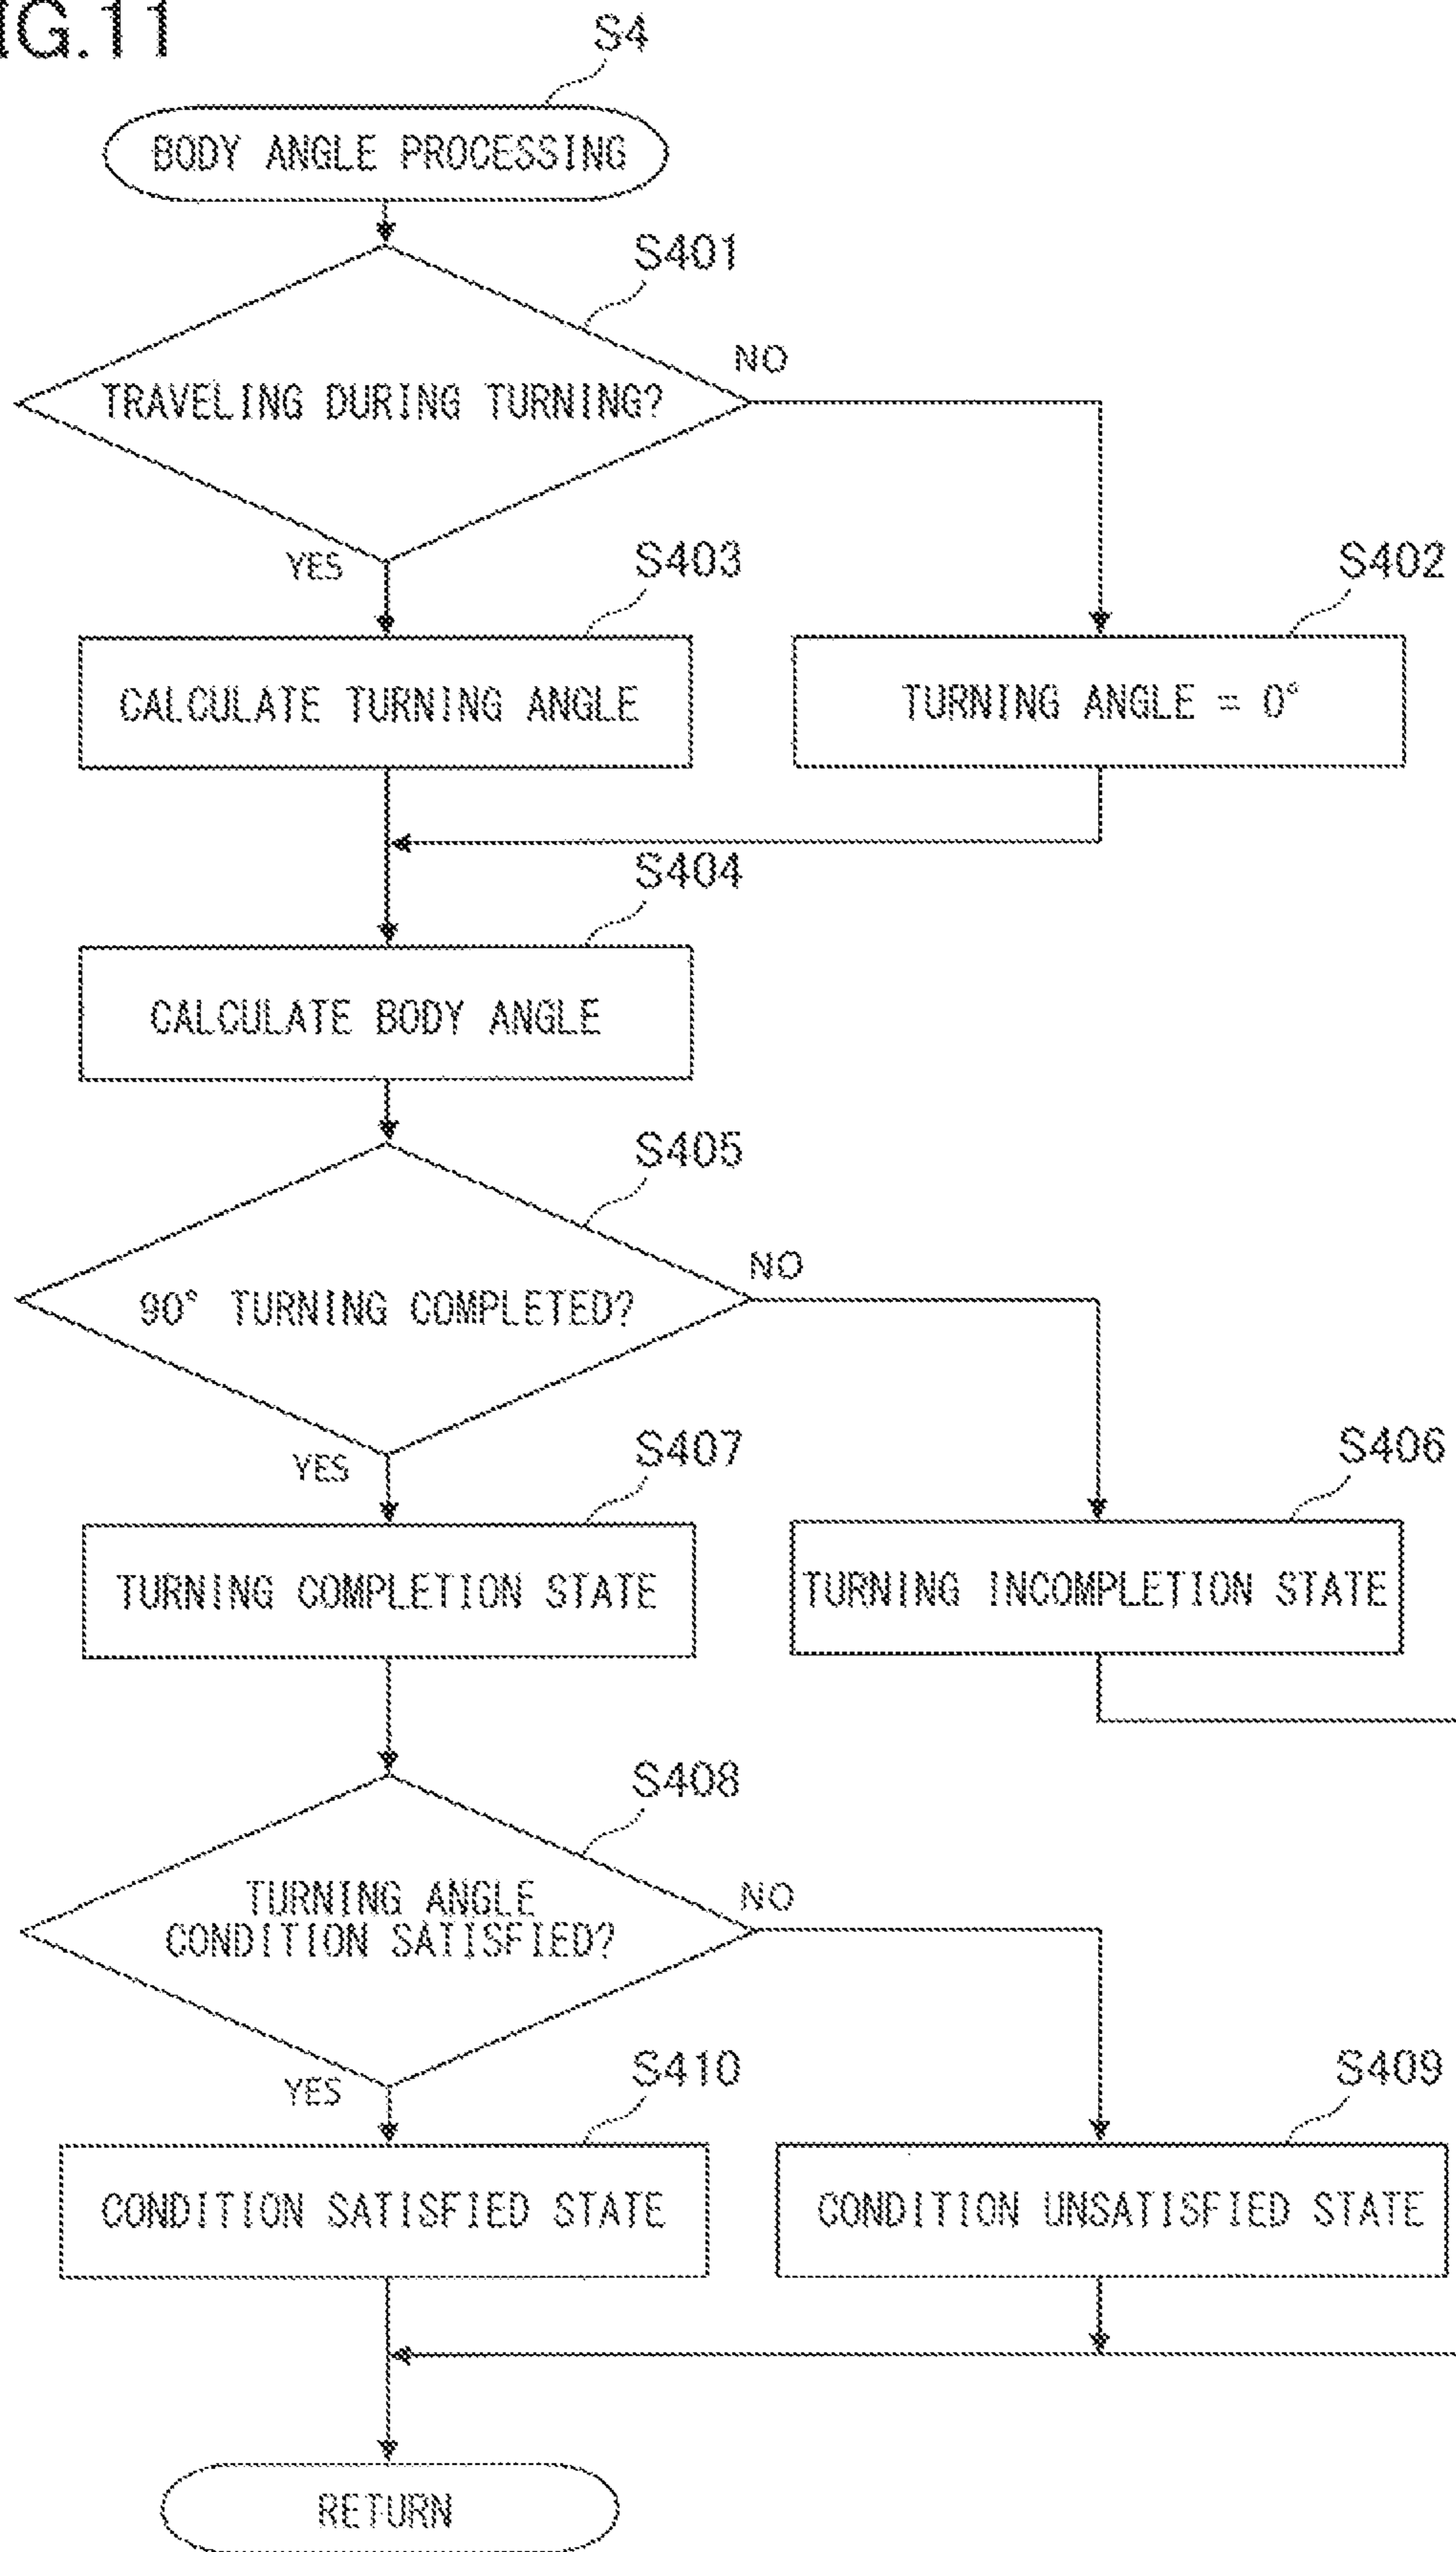 IG.11
S4
BODY ANGLE PROCESSING
S401
TRAVELING DURING TURNING?
NO
YES
S403
S402
CALCULATE TURNING ANGLE
TURNING ANGLE = 0°
S404
CALCULATE BODY ANGLE
S405
90° TURNING COMPLETED?
NO
YES
S407
S406
TURNING COMPLETION STATE
TURNING INCOMPLETION STATE
S408
TURNING ANGLE
CONDITION SATISFIED?
NO
YES
S410
S409
CONDITION SATISFIED STATE
CONDITION UNSATISFIED STATE
RETURN